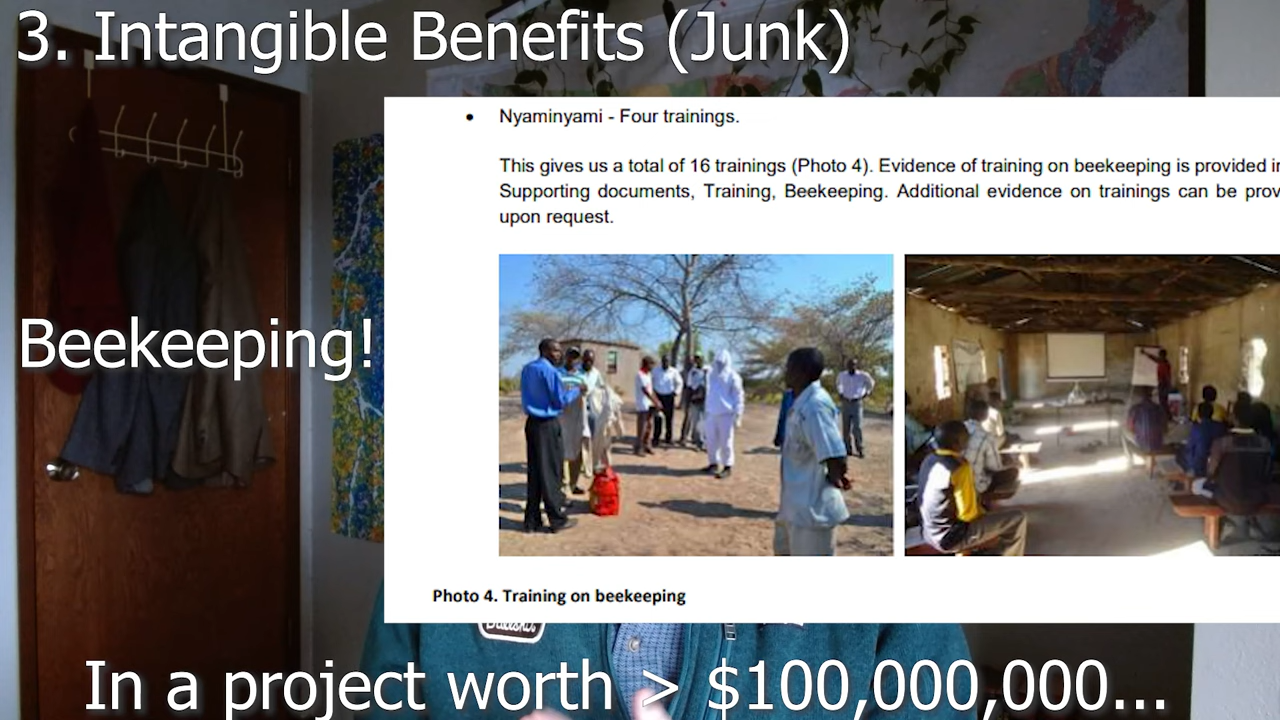 3. Intangible Benefits (Junk)
• Nyaminyami - Four trainings.
This gives us a total of 16 trainings (Photo 4). Evidence of training on beekeeping is provided
Supporting documents, Training, Beekeeping. Additional evidence on trainings can be
upon request.
Beekeeping!
Photo 4. Training on beekeeping
In a project worth > $100,000,000...